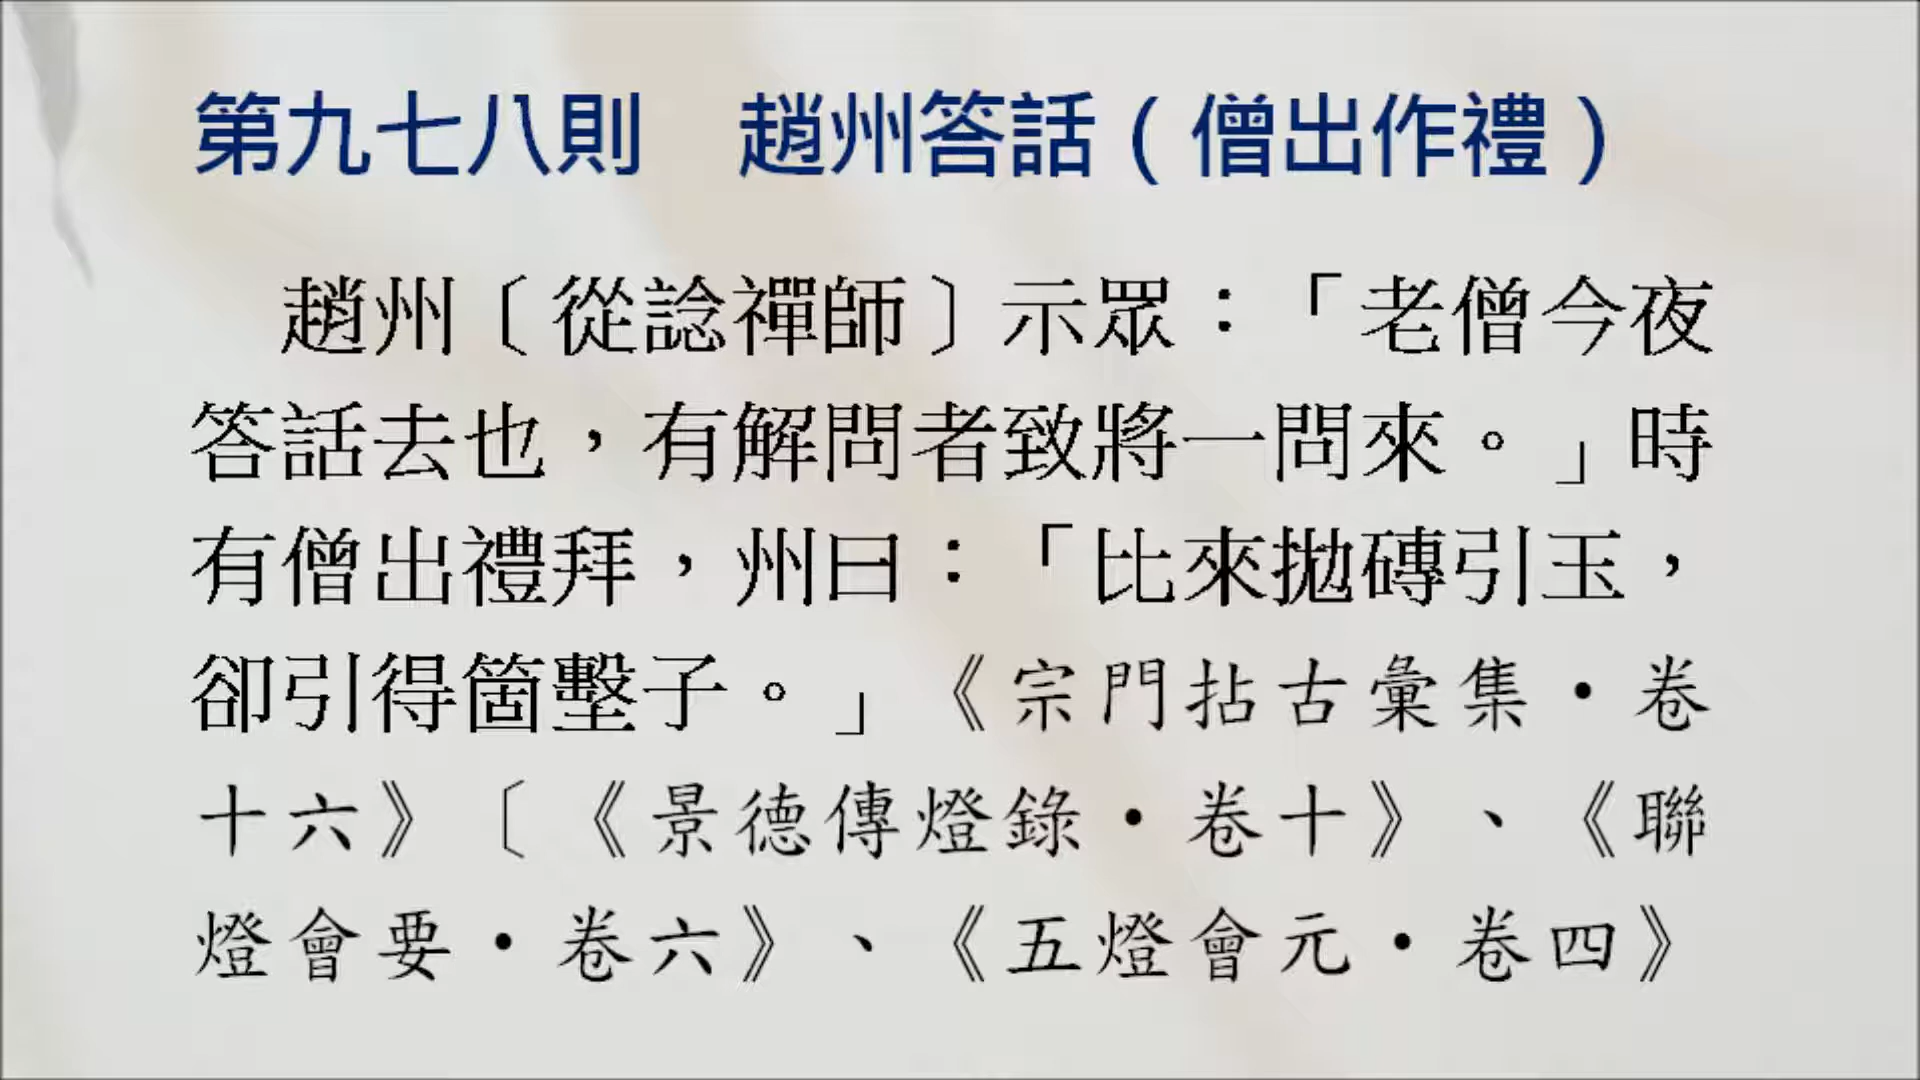 第九七八則　趙州答話（僧出作禮）
趙州〔從諗禪師〕示眾：「老僧今夜
答話去也，有解問者致將一問來。」時
有僧出禮拜，州曰：「比來拋磚引玉，
卻引得箇墼子。」《宗門拈古彙集・卷
十六》〔《景德傳燈錄・卷十》、《聯
燈會要・卷六》、《五燈會元・卷四》